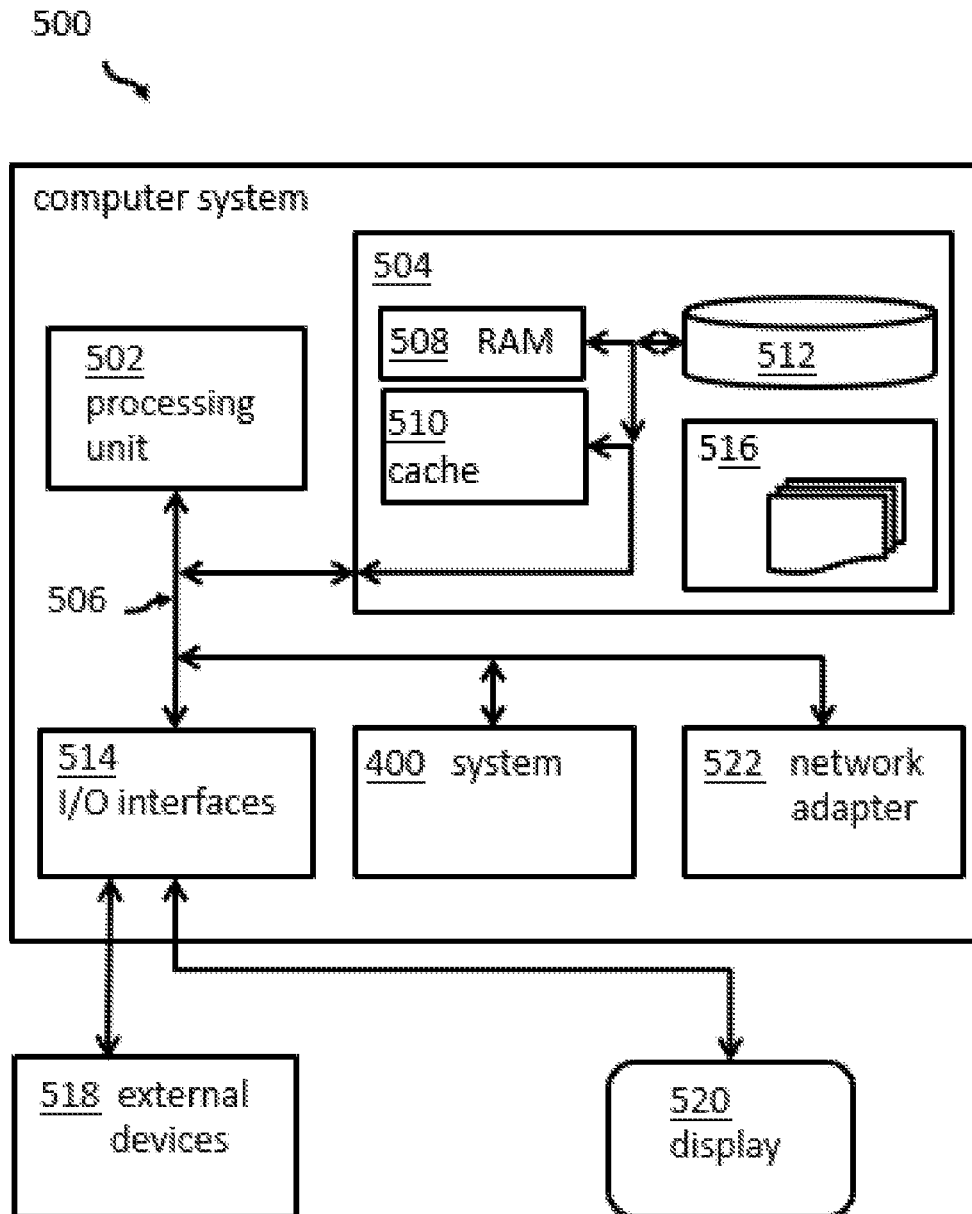 500
computer system
504
508 RAM
512
502
processing
unit
510
cache
516
506
514
I/O interfaces
400 system
522 network
adapter
518 external
devices
520
display